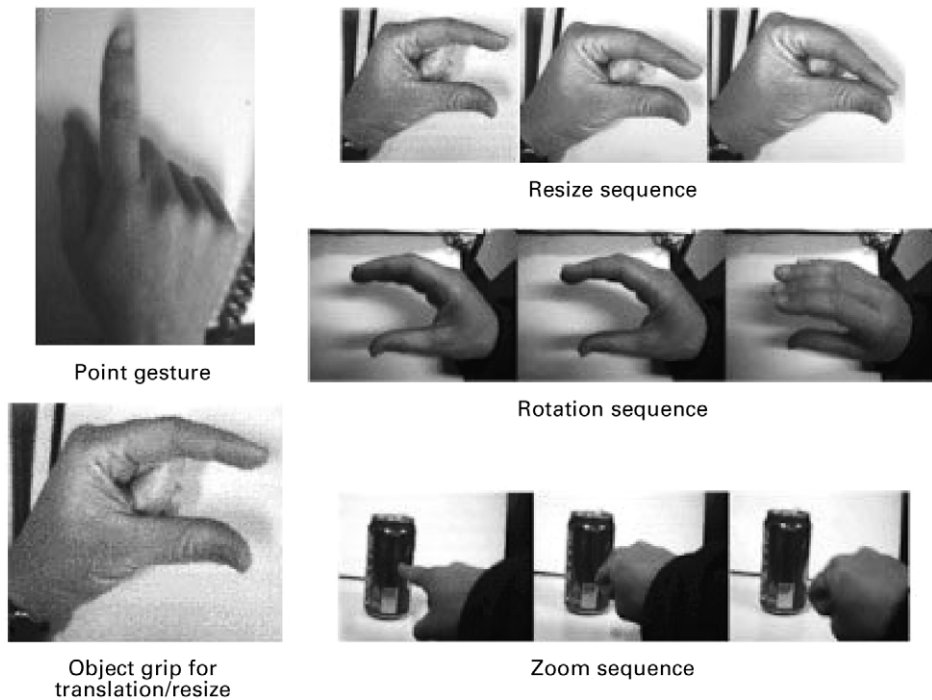 Point gesture
Object grip for
translation/resize
Resize sequence
Rotation sequence
Zoom sequence